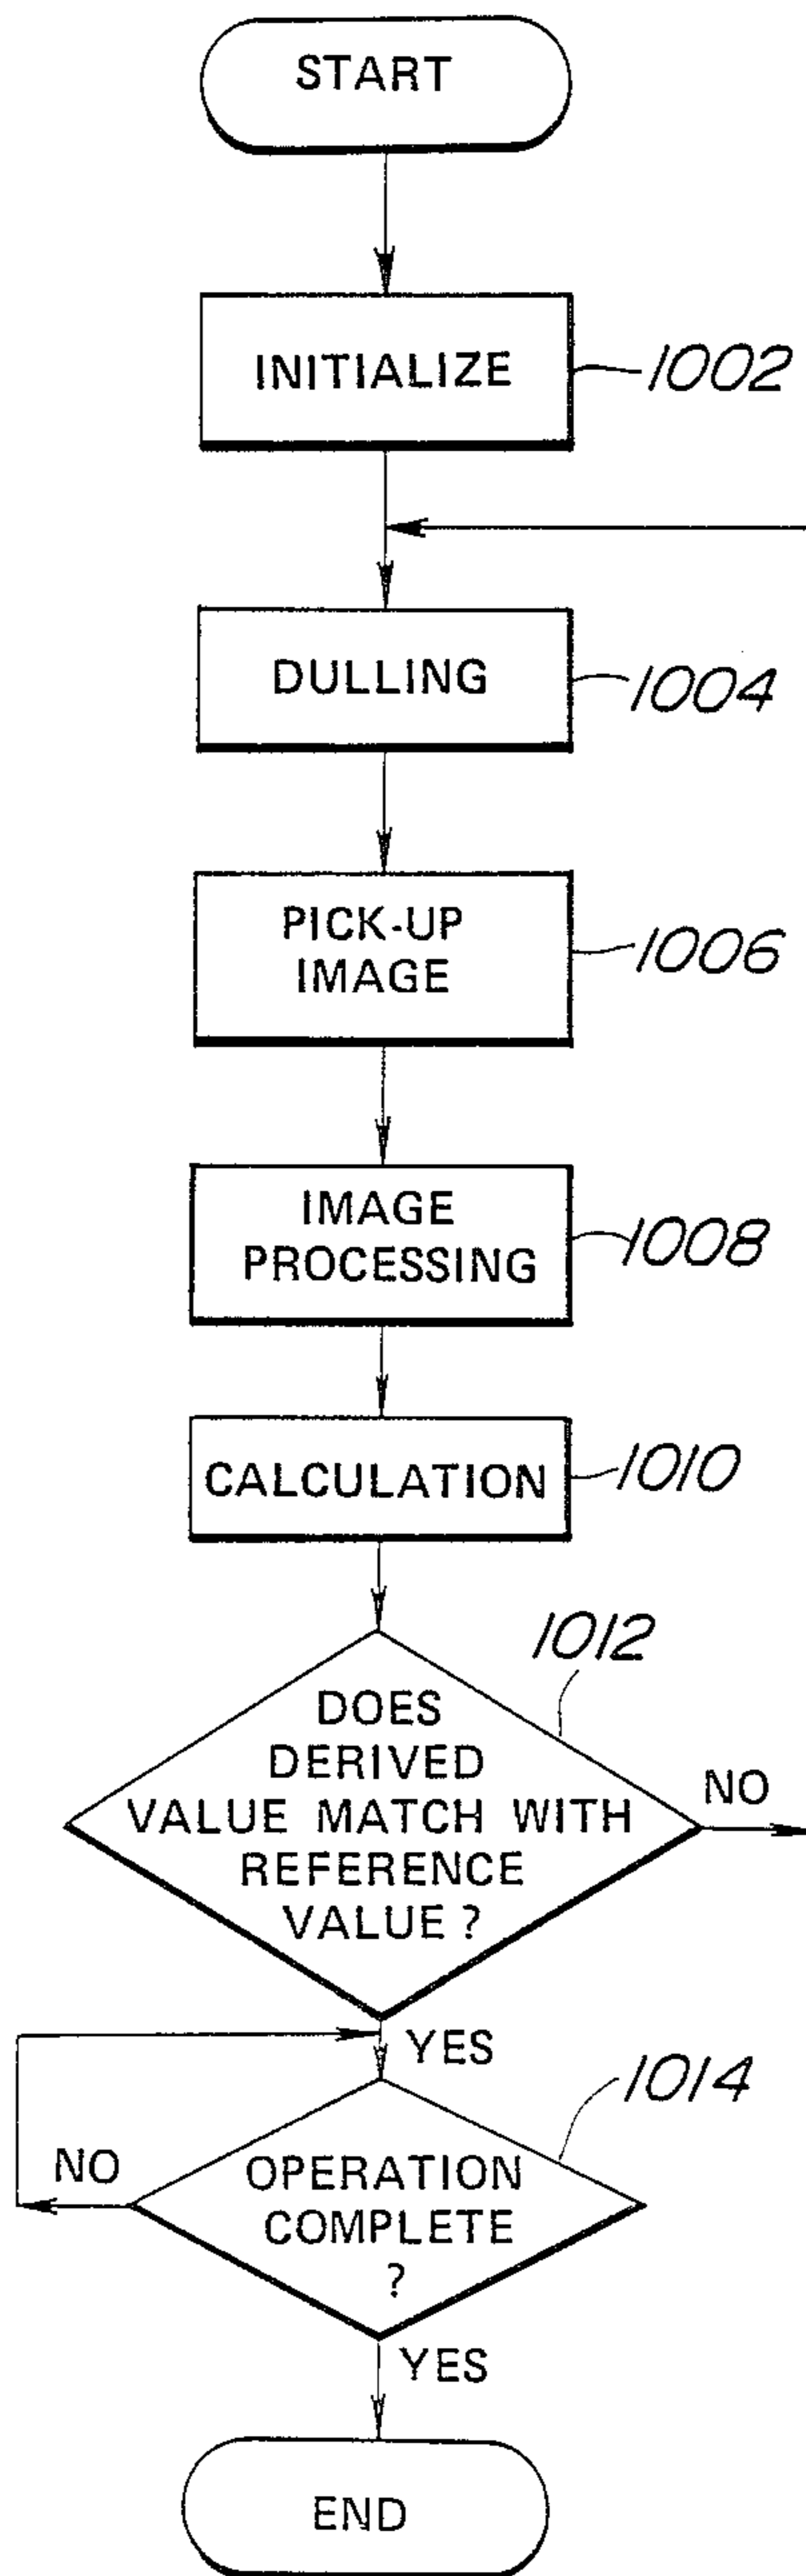 START
INITIALIZE
1002
DULLING
1004
PICK-UP
IMAGE
1006
IMAGE
PROCESSING
1008
CALCULATION
1010
1012
DOES
DERIVED
VALUE MATCH WITH
REFERENCE
VALUE ?
NO
YES
1014
NO
OPERATION
COMPLETE
?
YES
END